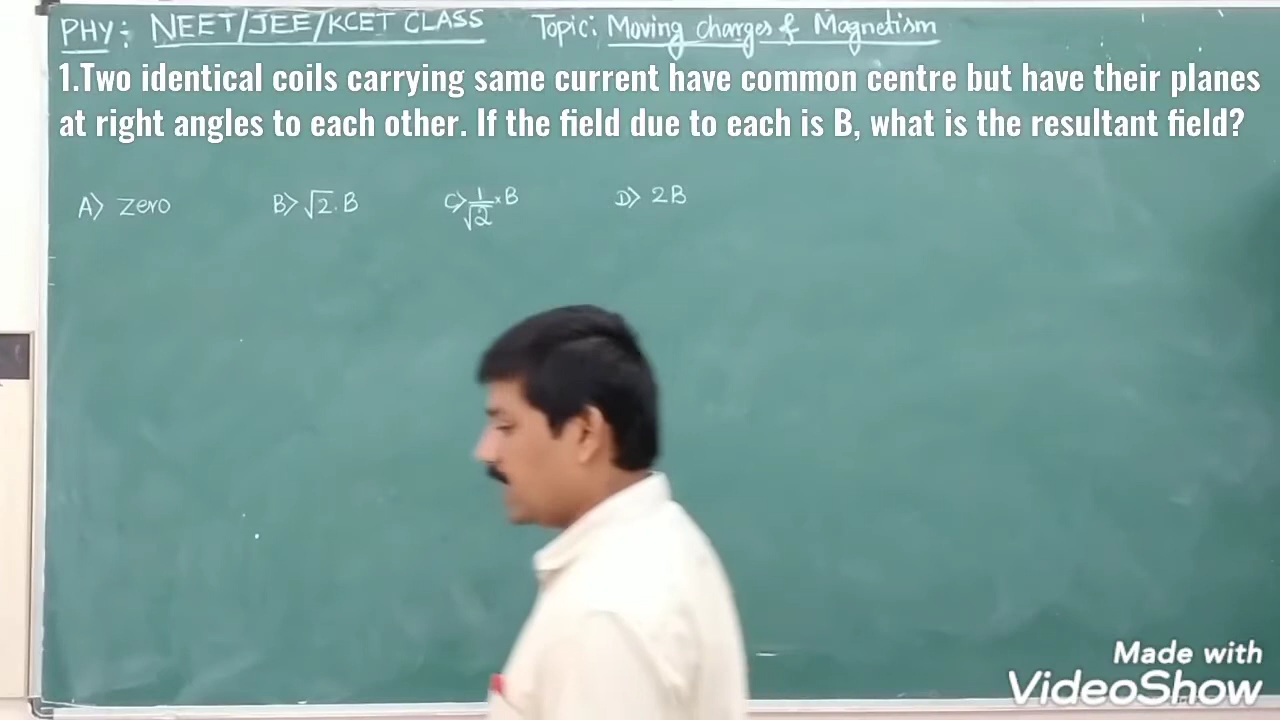 PHY: NEET/JEE/KCET CLASS Topic: Moving charges & Magnetism
1.Two identical coils carrying same current have common centre but have their planes
at right angles to each other. If the field due to each is B, what is the resultant field?
A) Zero B) √2.B C) 1/√2 × B D) 2B
Made with
VideoShow